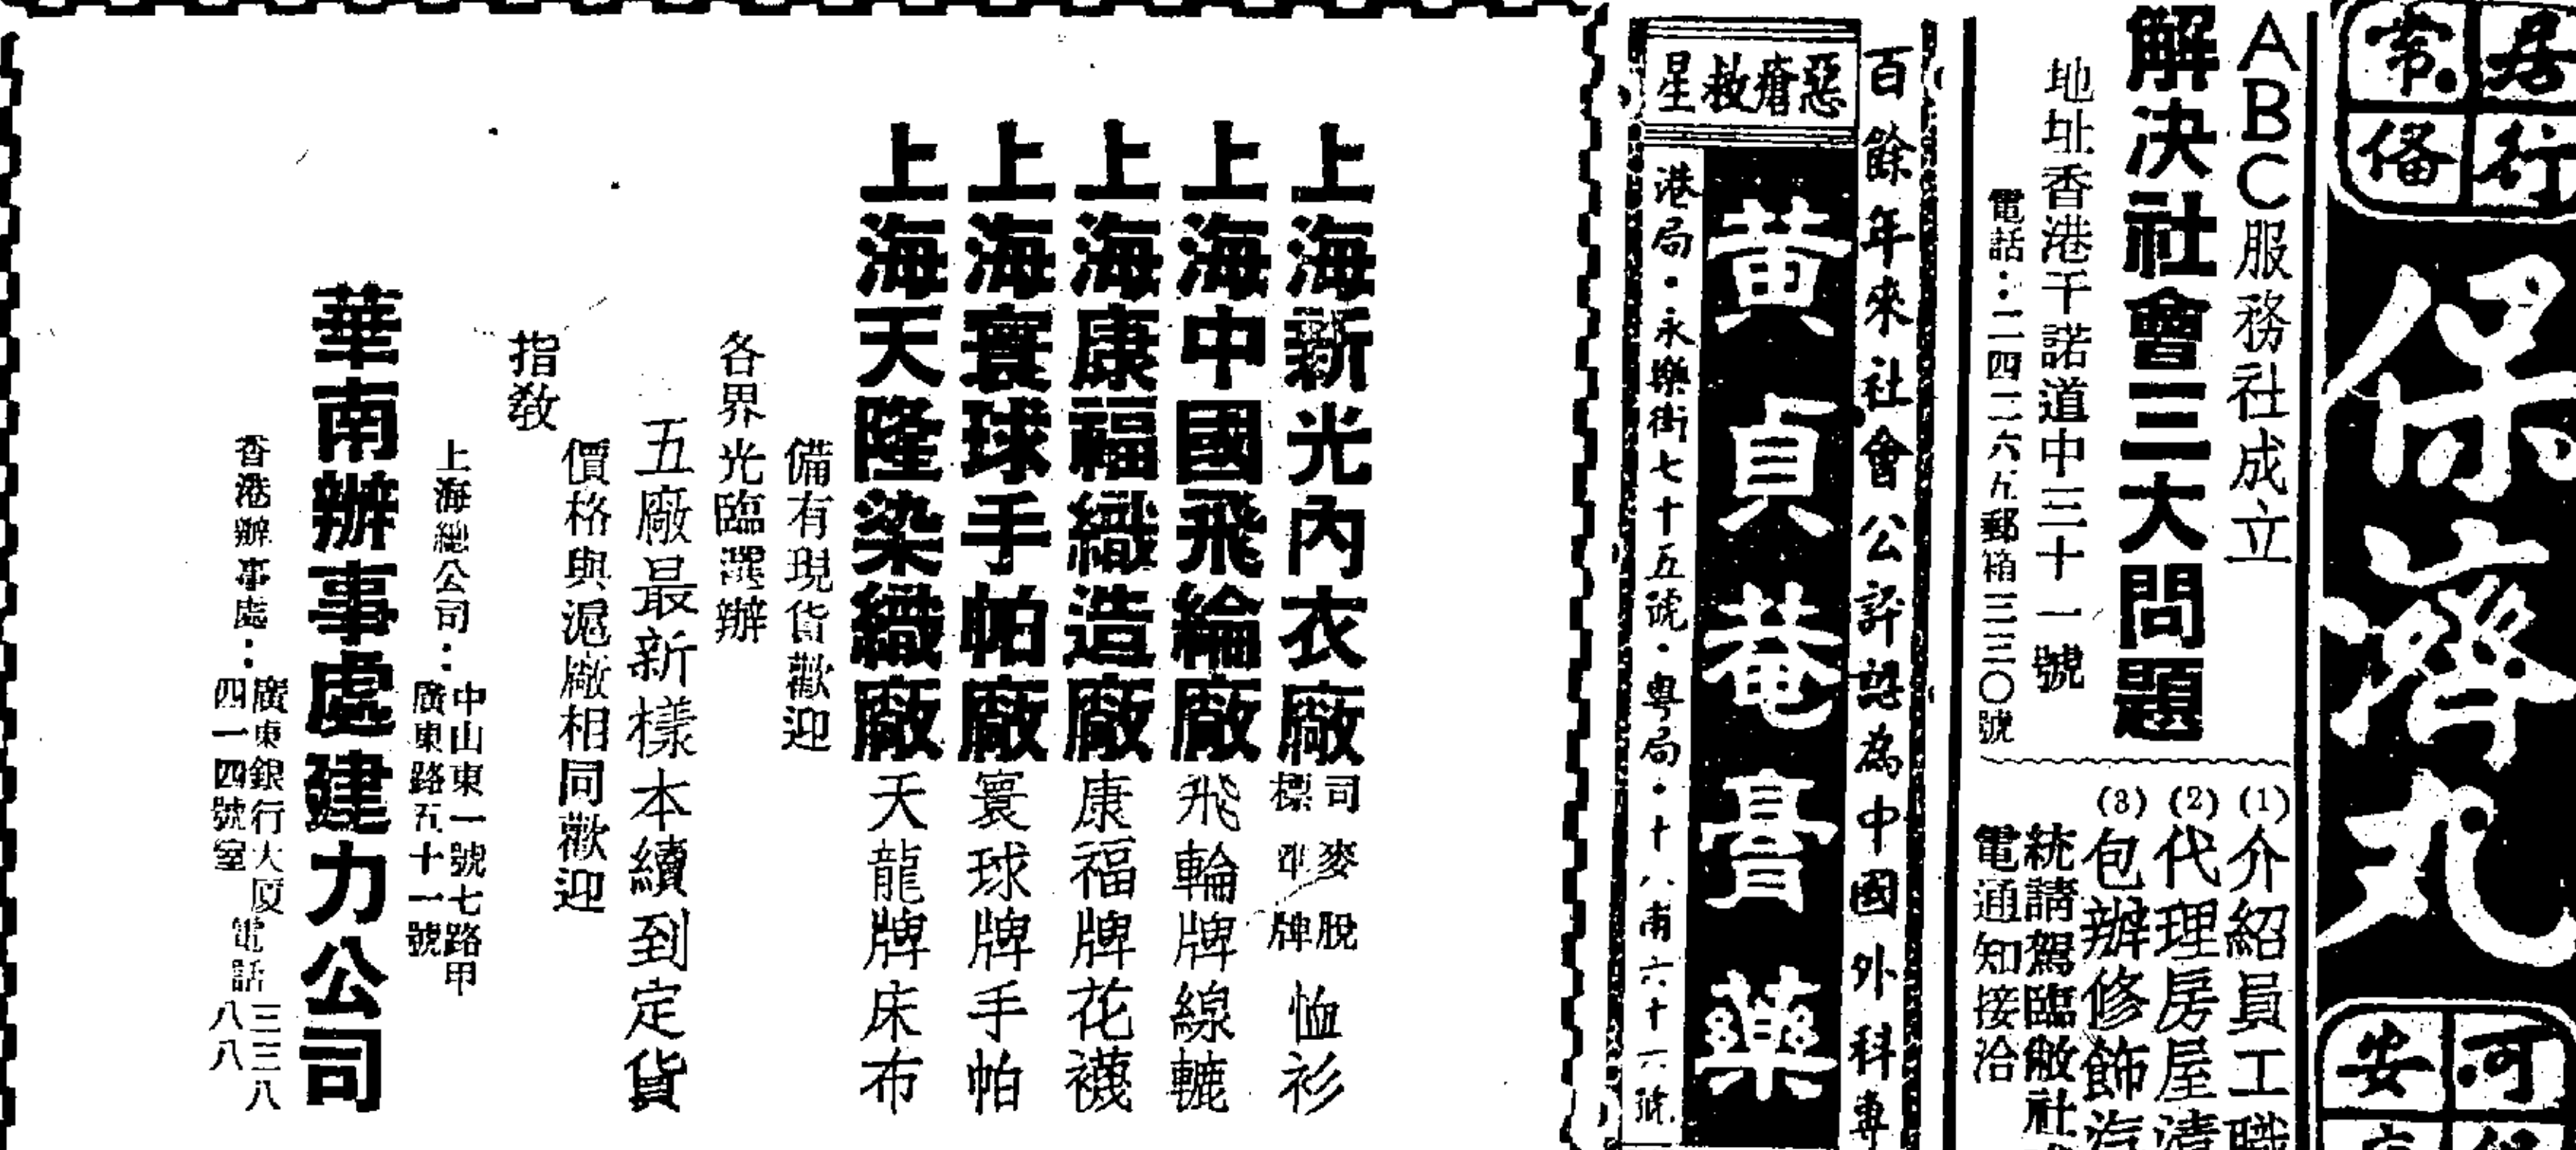 居行
常備
保濟丸
可
安
ABC服務社成立
解決社會三大問題
地址香港干諾道中三十一號
電話：二四二六五郵箱三三〇號
(1)介紹員工職
(2)代理房屋清
(3)包辦修飾汽
統請駕臨敝社
電通知接洽
百餘年來社會公評認為中國外科專
惡瘡救星
黃貞菴膏藥
港局・永樂街七十五號・粵局・十八甫六十六號
上海新光內衣廠 司麥脫 標準牌 恤衫
上海中國飛綸廠 飛輪牌線轆
上海康福織造廠 康福牌花襪
上海寰球手帕廠 寰球牌手帕
上海天隆染織廠 天龍牌床布
備有現貨歡迎
各界光臨選辦
五廠最新樣本續到定貨
價格與滬廠相同歡迎
指教
上海總公司：中山東一號七路甲
廣東路五十一號
華南辦事處建力公司
香港辦事處：廣東銀行大厦
四一四號室
電話三三二八八八